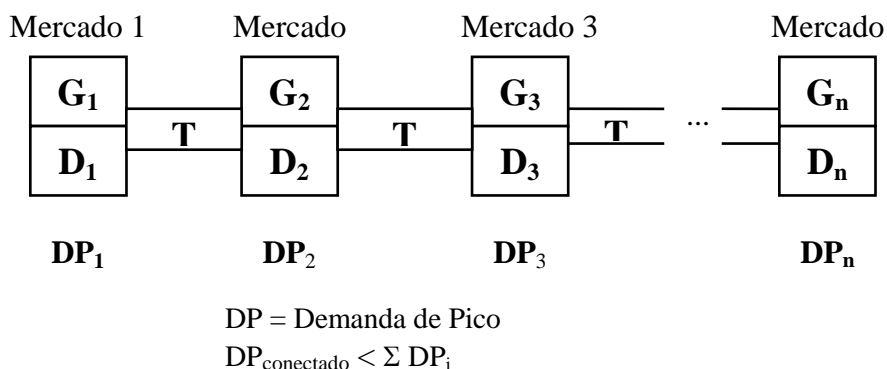 Mercado 1 Mercado Mercado 3 Mercado
G₁ G₂ G₃ Gₙ
T T T ...
D₁ D₂ D₃ Dₙ
DP₁ DP₂ DP₃ DPₙ
DP = Demanda de Pico
DP_conectado < Σ DPᵢ